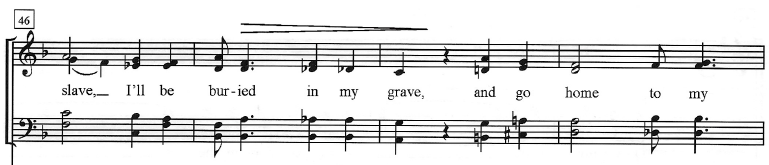 46
slave, I'll be bur-ied in my grave, and go home to my